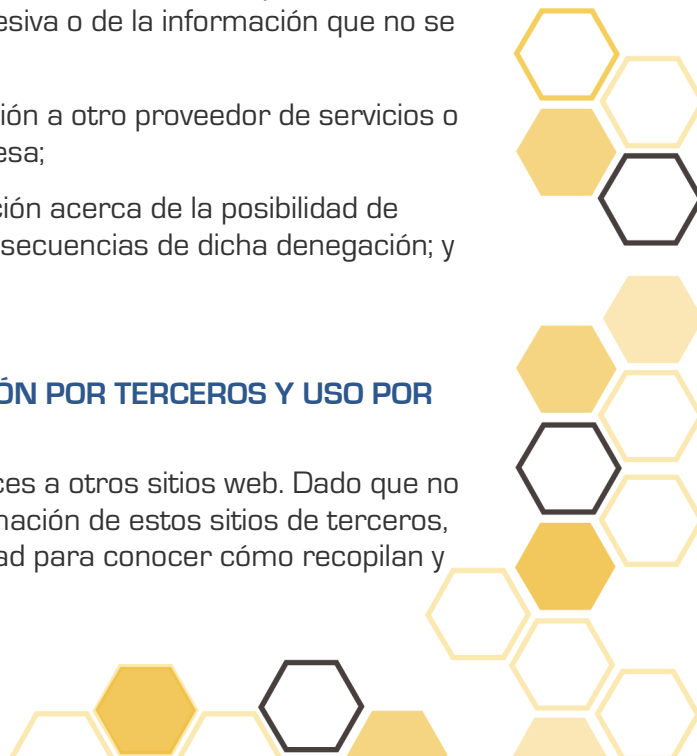 esiva o de la información que no se
ión a otro proveedor de servicios o
esa;
ción acerca de la posibilidad de
secuencias de dicha denegación; y
ÓN POR TERCEROS Y USO POR
ces a otros sitios web. Dado que no
mación de estos sitios de terceros,
ad para conocer cómo recopilan y